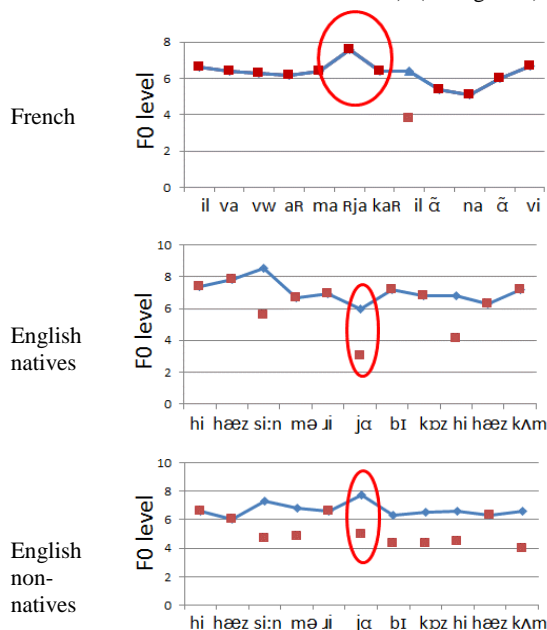 French
F0 level
8
6
4
2
0
il va vw aʀ ma ʀja kaʀ il ɑ̃ na ɑ̃ vi
English
natives
F0 level
10
8
6
4
2
0
hi hæz siːn mə ɹi jɑ bɪ kɒz hi hæz kʌm
English
non-
natives
F0 level
10
8
6
4
2
0
hi hæz siːn mə ɹi jɑ bɪ kɒz hi hæz kʌm